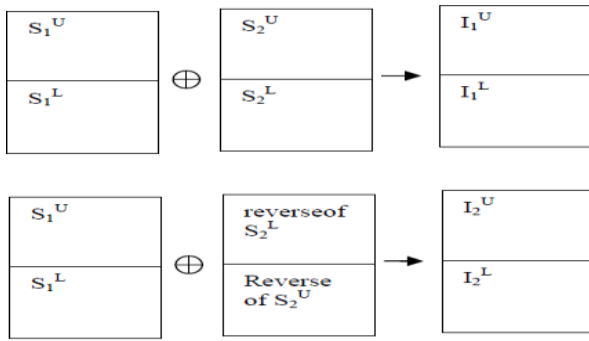 S₁ᵁ ⊕ S₂ᵁ → I₁ᵁ
S₁ᴸ S₂ᴸ I₁ᴸ
S₁ᵁ ⊕ reverseof → I₂ᵁ
S₂ᴸ
S₁ᴸ Reverse I₂ᴸ
of S₂ᵁ